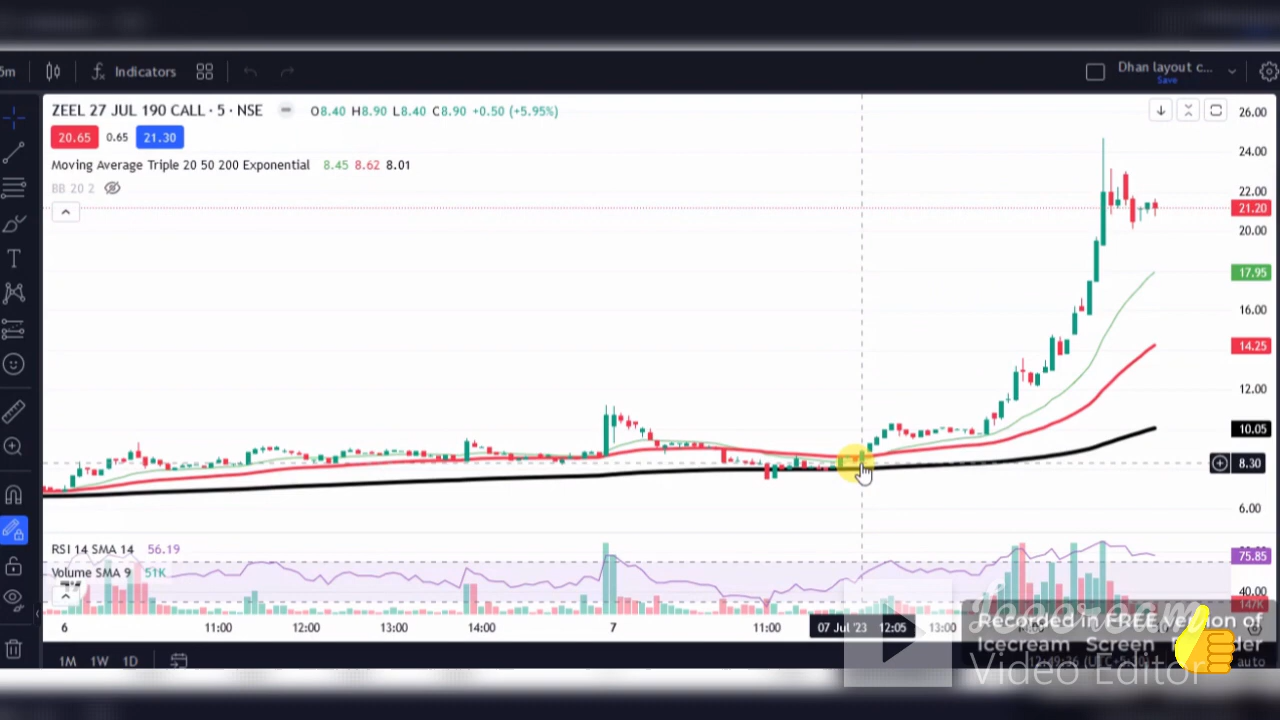 5m Indicators Dhan layout c...
Save
ZEEL 27 JUL 190 CALL · 5 · NSE O8.40 H8.90 L8.40 C8.90 +0.50 (+5.95%)
20.65 0.65 21.30
Moving Average Triple 20 50 200 Exponential 8.45 8.62 8.01
BB 20 2
26.00
24.00
22.00
21.20
20.00
17.95
16.00
14.25
12.00
10.05
8.30
6.00
RSI 14 SMA 14 56.19
75.85
Volume SMA 9 51K
40.00
147K
6 11:00 12:00 13:00 14:00 7 11:00 07 Jul '23 12:05 13:00
Icecream
Recorded in FREE version of
Icecream Screen
Video Editor
1M 1W 1D
auto